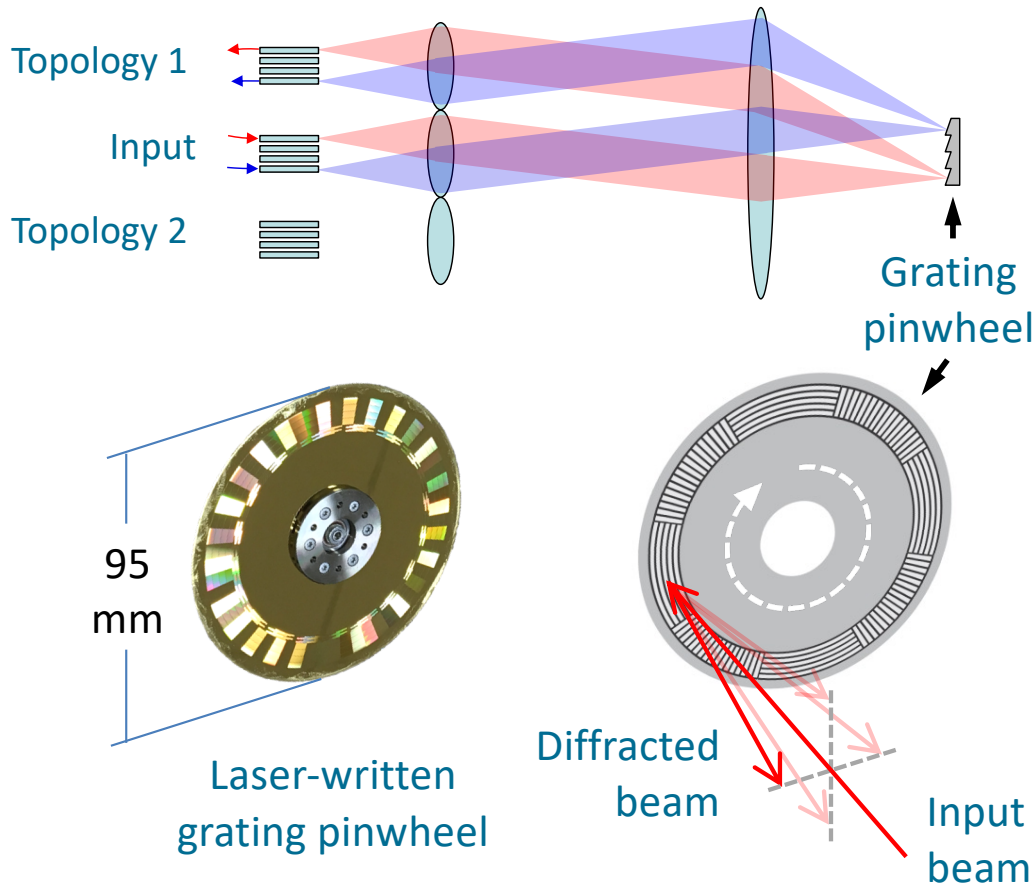 Topology 1
Input
Topology 2
Grating
pinwheel
95
mm
Laser-written
grating pinwheel
Diffracted
beam
Input
beam